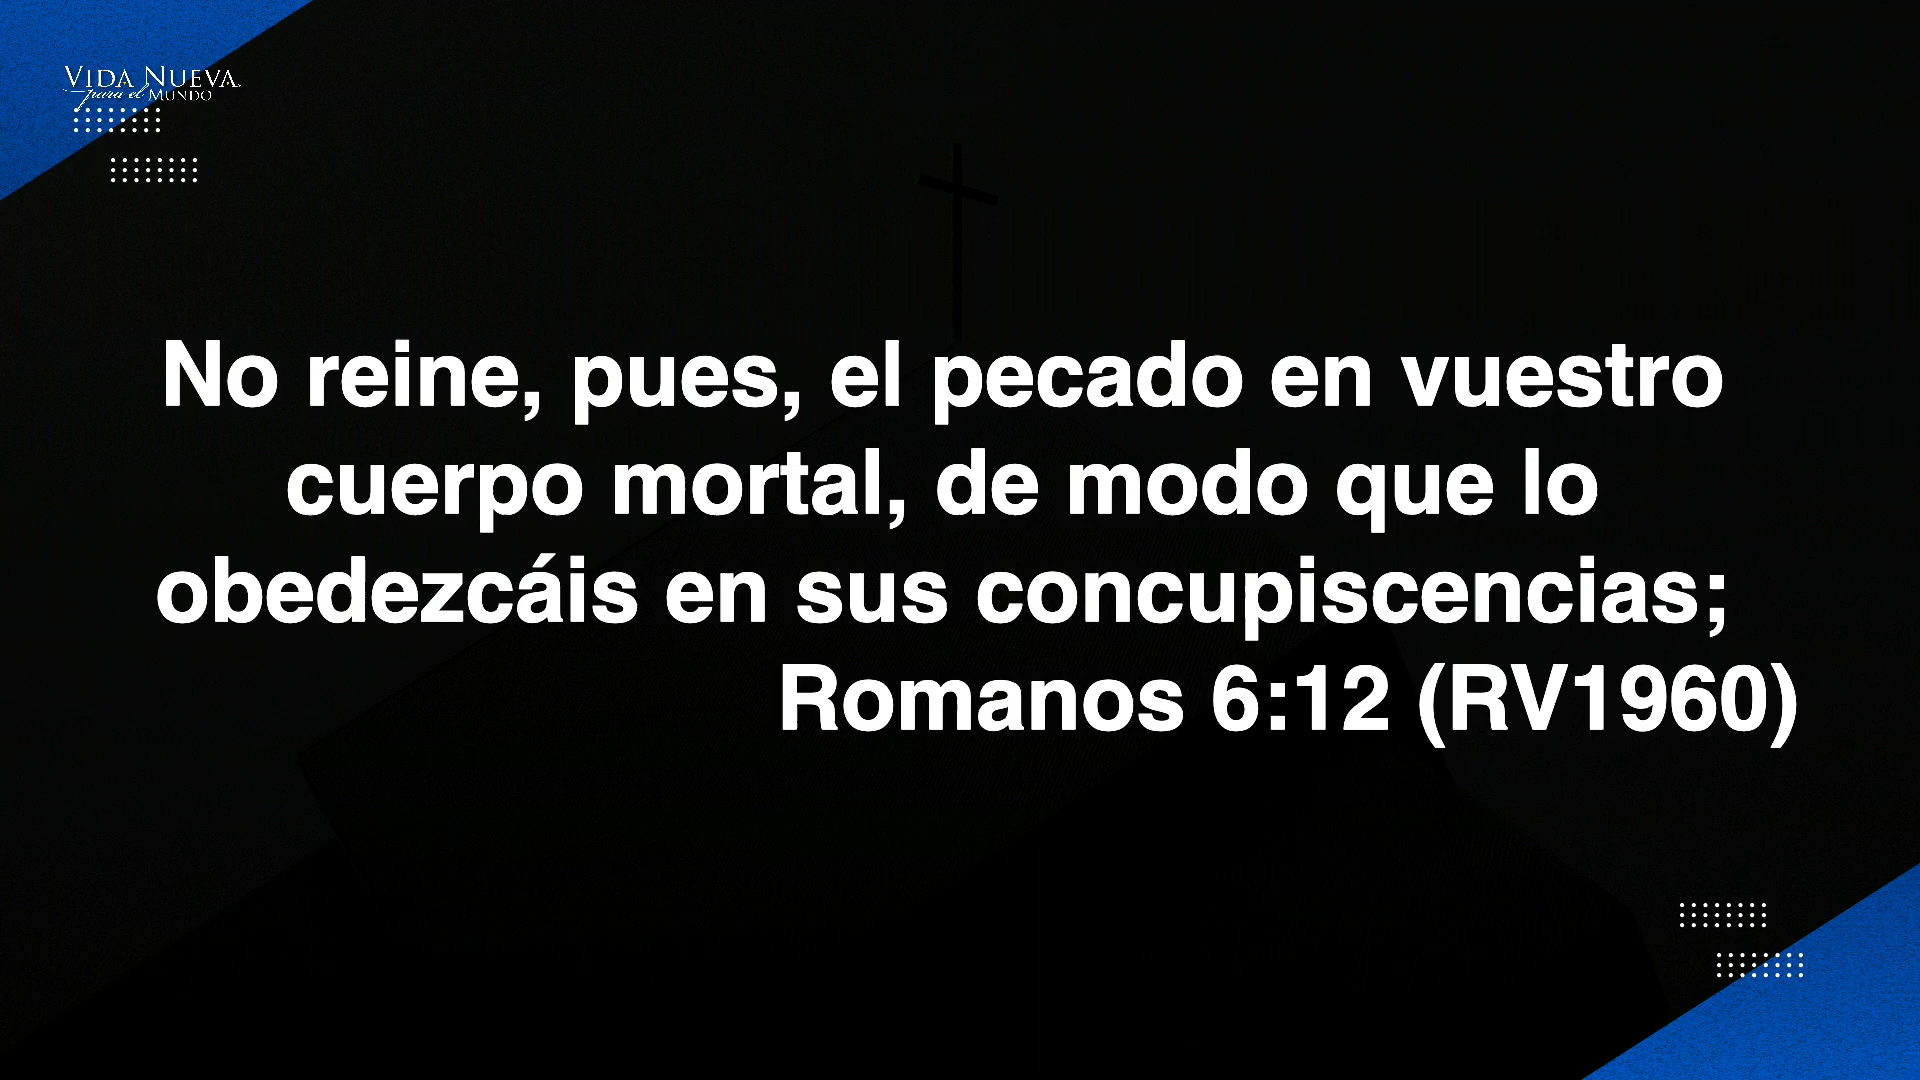 VIDA NUEVA
para el MUNDO
No reine, pues, el pecado en vuestro
cuerpo mortal, de modo que lo
obedezcáis en sus concupiscencias;
Romanos 6:12 (RV1960)